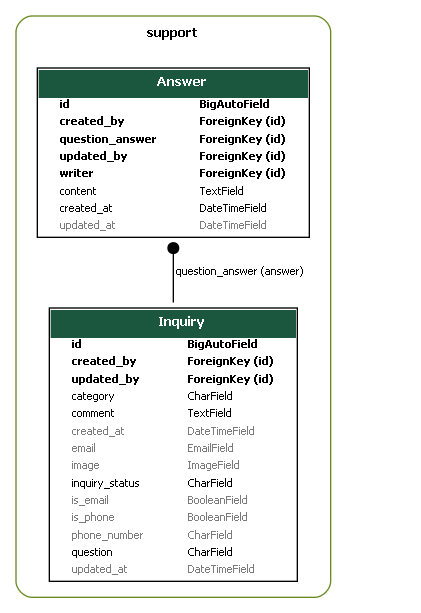 support
Answer
id BigAutoField
created_by ForeignKey (id)
question_answer ForeignKey (id)
updated_by ForeignKey (id)
writer ForeignKey (id)
content TextField
created_at DateTimeField
updated_at DateTimeField
question_answer (answer)
Inquiry
id BigAutoField
created_by ForeignKey (id)
updated_by ForeignKey (id)
category CharField
comment TextField
created_at DateTimeField
email EmailField
image ImageField
inquiry_status CharField
is_email BooleanField
is_phone BooleanField
phone_number CharField
question CharField
updated_at DateTimeField